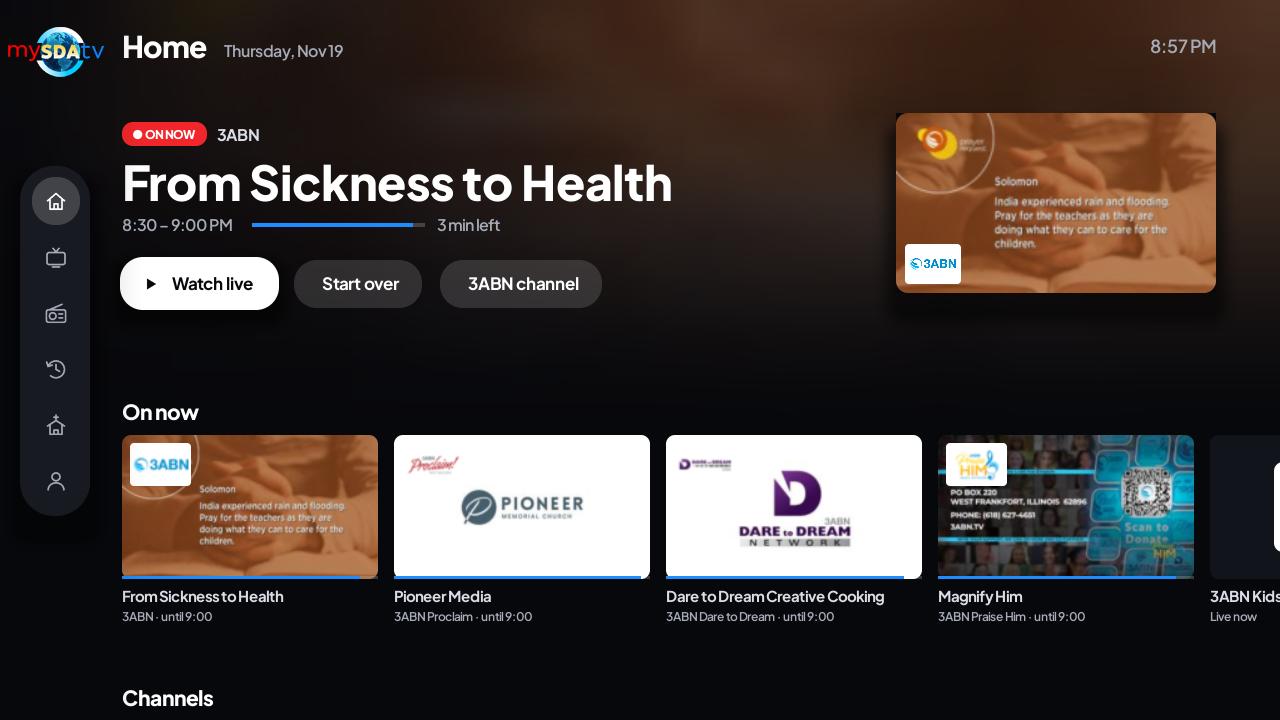 mySDAtv
Home
Thursday, Nov 19
8:57 PM
ON NOW
3ABN
From Sickness to Health
8:30 – 9:00 PM
3 min left
Watch live
Start over
3ABN channel
prayer
Solomon
India experienced rain and flooding.
Pray for the teachers as they are
doing what they can to care for the
children.
3ABN
On now
3ABN
Solomon
India experienced rain and flooding.
Pray for the teachers as they are
doing what they can to care for the
children.
Proclaim!
PIONEER
MEMORIAL CHURCH
DARE TO DREAM
NETWORK
3ABN
DARE to DREAM
NETWORK
HIM
PO BOX 220
WEST FRANKFORT, ILLINOIS 62896
PHONE: (618) 627-4651
3ABN.TV
Scan to
Donate
HIM
From Sickness to Health
3ABN · until 9:00
Pioneer Media
3ABN Proclaim · until 9:00
Dare to Dream Creative Cooking
3ABN Dare to Dream · until 9:00
Magnify Him
3ABN Praise Him · until 9:00
3ABN Kids
Live now
Channels